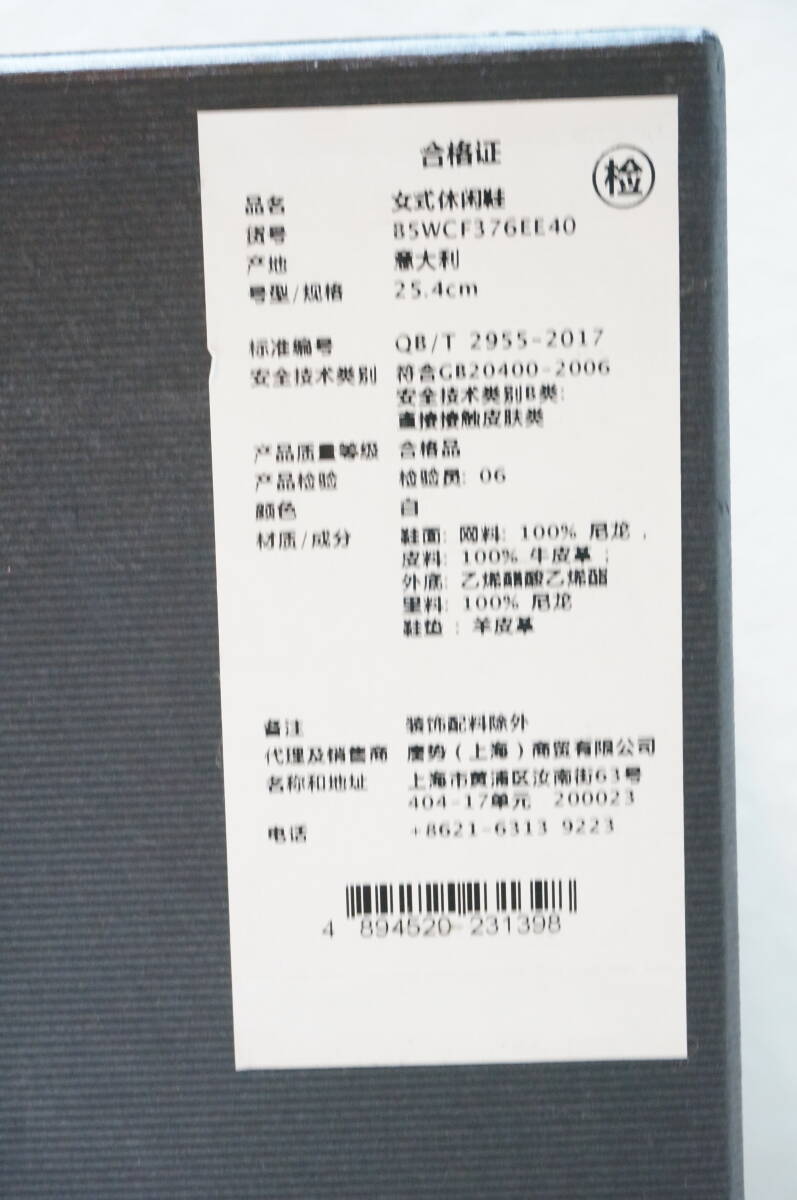 合格证
检
品名 女式休闲鞋
货号 B5WCF376EE40
产地 意大利
号型/规格 25.4cm
标准编号 QB/T 2955-2017
安全技术类别 符合GB20400-2006
安全技术类别B类:
直接接触皮肤类
产品质量等级 合格品
产品检验 检验员: 06
颜色 白
材质/成分 鞋面: 网料: 100% 尼龙,
皮料: 100% 牛皮革;
外底: 乙烯醋酸乙烯酯
里料: 100% 尼龙
鞋垫: 羊皮革
备注 装饰配料除外
代理及销售商 鹰势(上海)商贸有限公司
名称和地址 上海市黄浦区汝南街63号
404-17单元 200023
电话 +8621-6313 9223
4 894520 231398